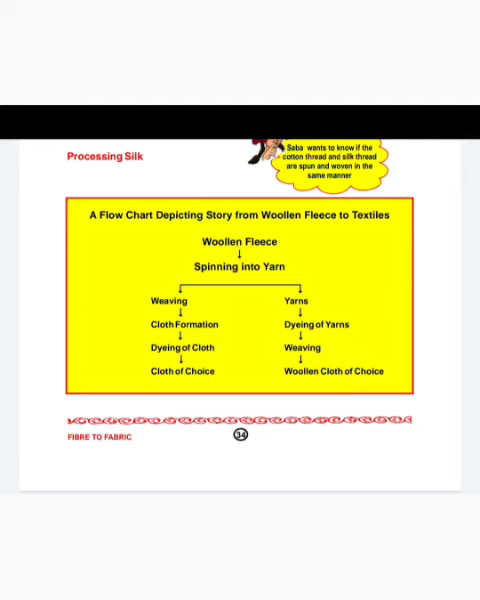 Processing Silk
Saba wants to know if the
cotton thread and silk thread
are spun and woven in the
same manner
A Flow Chart Depicting Story from Woollen Fleece to Textiles
Woollen Fleece
Spinning into Yarn
Weaving
Cloth Formation
Dyeing of Cloth
Cloth of Choice
Yarns
Dyeing of Yarns
Weaving
Woollen Cloth of Choice
FIBRE TO FABRIC
34